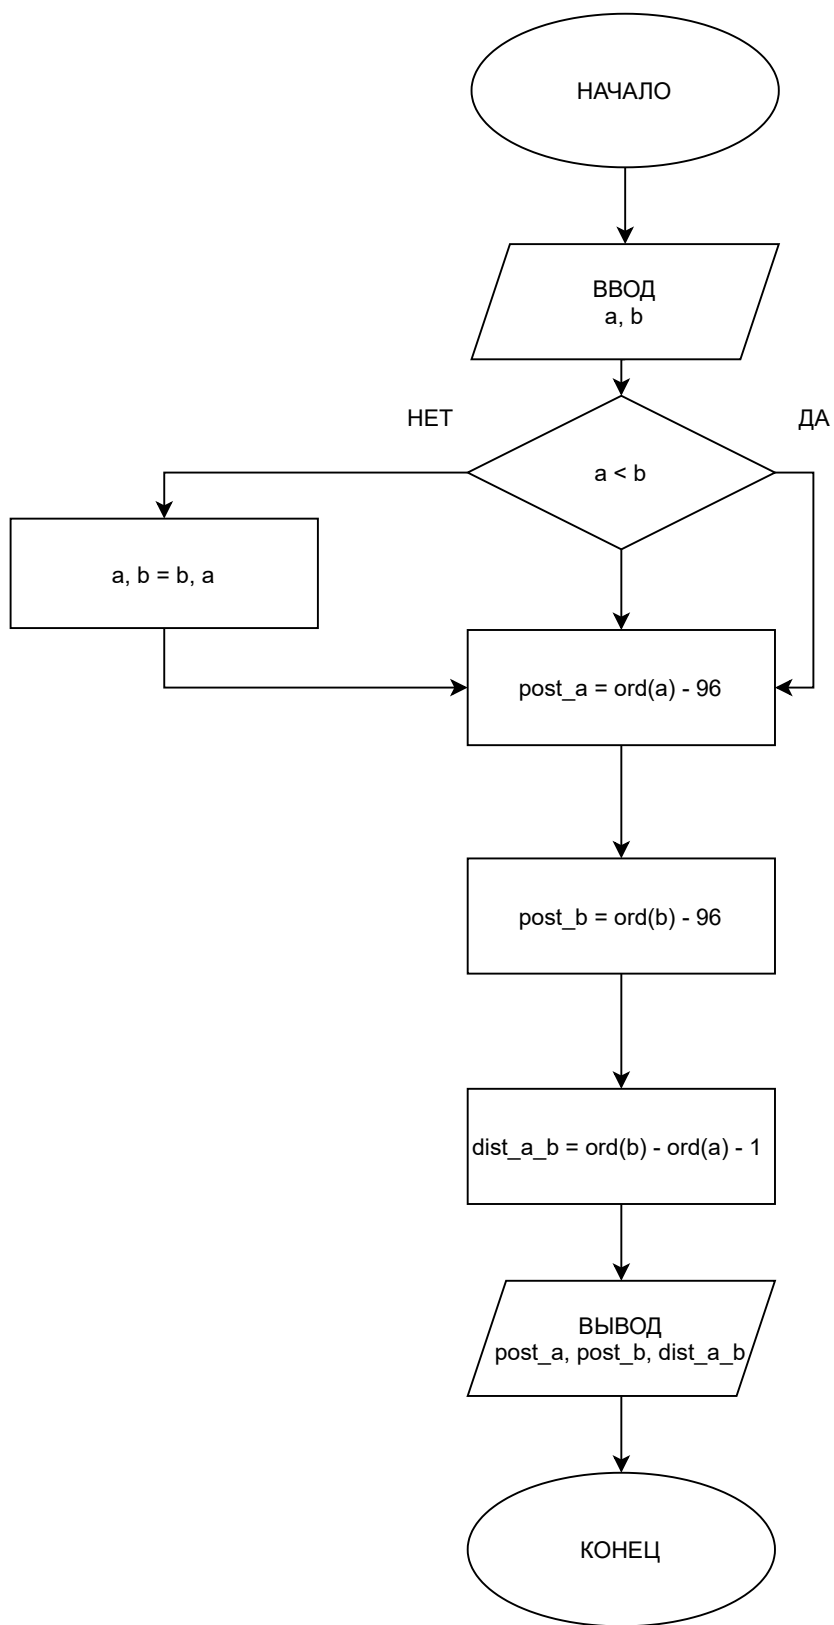 НАЧАЛО
ВВОД
a, b
НЕТ
ДА
a < b
a, b = b, a
post_a = ord(a) - 96
post_b = ord(b) - 96
dist_a_b = ord(b) - ord(a) - 1
ВЫВОД
post_a, post_b, dist_a_b
КОНЕЦ